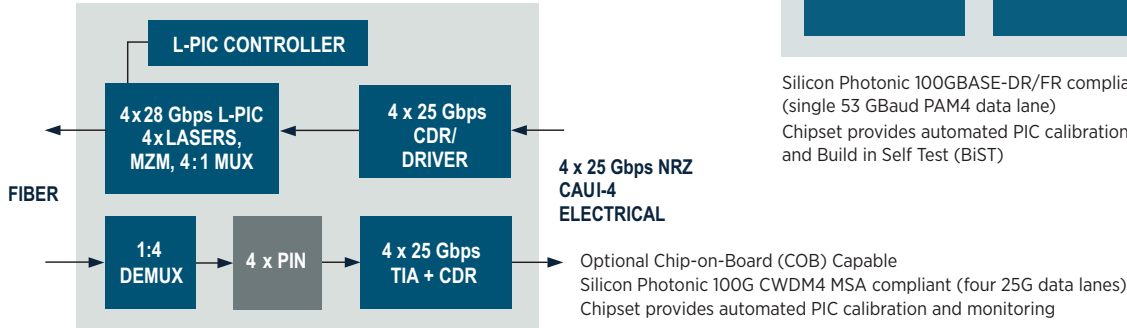 L-PIC CONTROLLER
4x28 Gbps L-PIC
4xLASERS,
MZM, 4:1 MUX
4 x 25 Gbps
CDR/
DRIVER
FIBER
4 x 25 Gbps NRZ
CAUI-4
ELECTRICAL
1:4
DEMUX
4 x PIN
4 x 25 Gbps
TIA + CDR
Silicon Photonic 100GBASE-DR/FR
(single 53 GBaud PAM4 data lane)
Chipset provides automated PIC calibration
and Build in Self Test (BiST)
Optional Chip-on-Board (COB) Capable
Silicon Photonic 100G CWDM4 MSA compliant (four 25G data lanes)
Chipset provides automated PIC calibration and monitoring